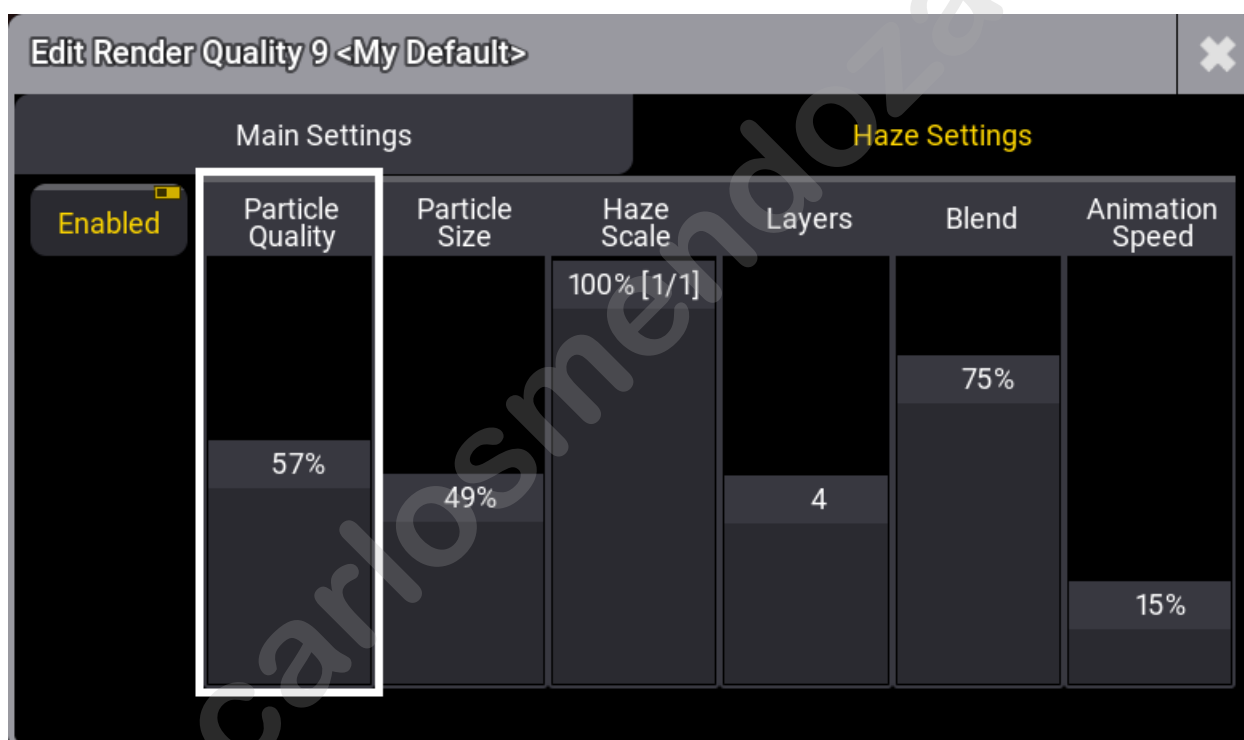 Edit Render Quality 9 <My Default>
Main Settings
Haze Settings
Enabled
Particle
Quality
Particle
Size
Haze
Scale
Layers
Blend
Animation
Speed
100% [1/1]
75%
57%
49%
4
15%
carlosmendoza